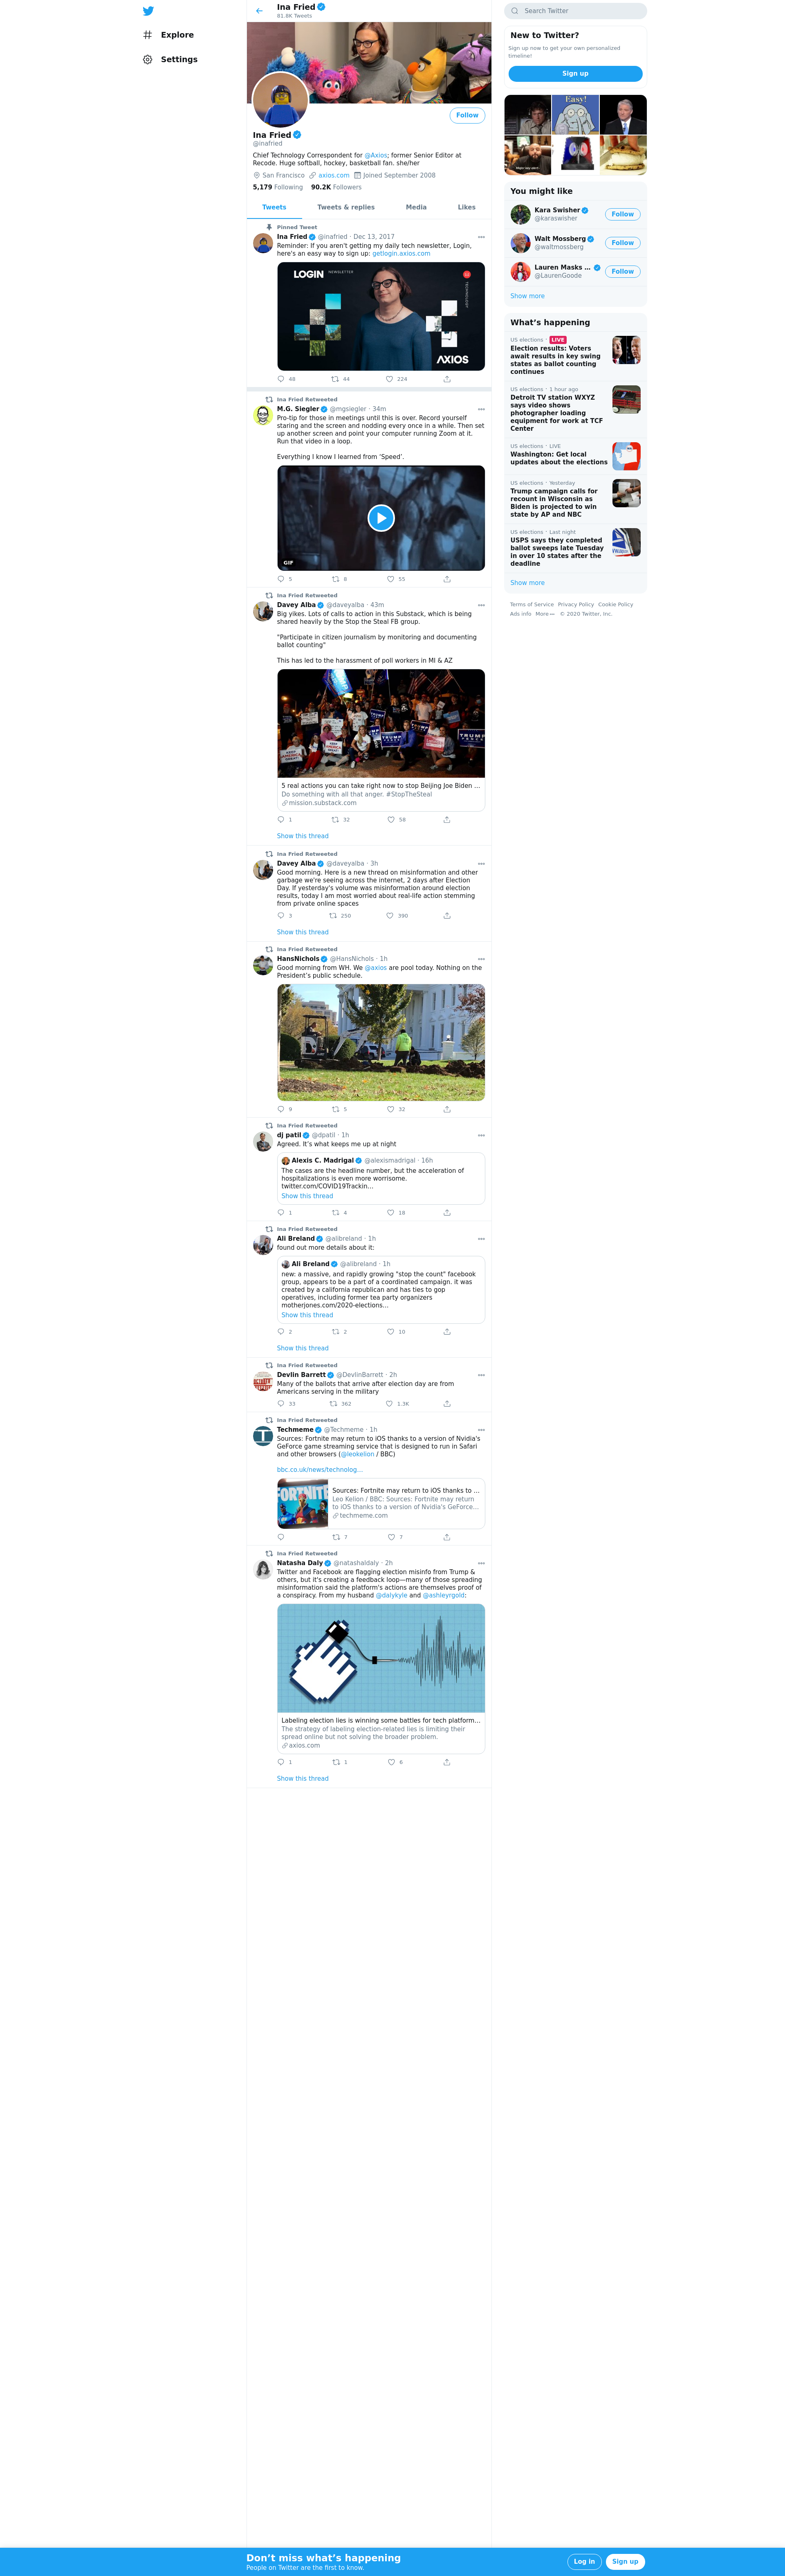 Explore
Settings
Ina Fried
91.8K Tweets
Follow
Ina Fried
@inafried
Chief Technology Correspondent for @Axios; former Senior Editor at
Recode. Huge softball, hockey, basketball fan. she/her
San Francisco axios.com Joined September 2008
5,179 Following 90.2K Followers
Tweets Tweets & replies Media Likes
Pinned Tweet
Ina Fried @inafried · Dec 13, 2017
Reminder: If you aren't getting my daily tech newsletter, Login,
here's an easy way to sign up: getlogin.axios.com
LOGIN NEWSLETTER
TECHNOLOGY
AXIOS
48 44 224
Ina Fried Retweeted
M.G. Siegler @mgsiegler · 34m
Pro-tip for those in meetings until this is over. Record yourself
staring and the screen and nodding every once in a while. Then set
up another screen and point your computer running Zoom at it.
Run that video in a loop.
Everything I know I learned from ‘Speed’.
GIF
5 8 55
Ina Fried Retweeted
Davey Alba @daveyalba · 43m
Big yikes. Lots of calls to action in this Substack, which is being
shared heavily by the Stop the Steal FB group.
"Participate in citizen journalism by monitoring and documenting
ballot counting"
This has led to the harassment of poll workers in MI & AZ
5 real actions you can take right now to stop Beijing Joe Biden ...
Do something with all that anger. #StopTheSteal
mission.substack.com
1 32 58
Show this thread
Ina Fried Retweeted
Davey Alba @daveyalba · 3h
Good morning. Here is a new thread on misinformation and other
garbage we're seeing across the internet, 2 days after Election
Day. If yesterday's volume was misinformation around election
results, today I am most worried about real-life action stemming
from private online spaces
3 250 390
Show this thread
Ina Fried Retweeted
HansNichols @HansNichols · 1h
Good morning from WH. We @axios are pool today. Nothing on the
President’s public schedule.
9 5 32
Ina Fried Retweeted
dj patil @dpatil · 1h
Agreed. It’s what keeps me up at night
Alexis C. Madrigal @alexismadrigal · 16h
The cases are the headline number, but the acceleration of
hospitalizations is even more worrisome.
twitter.com/COVID19Trackin…
Show this thread
1 4 18
Ina Fried Retweeted
Ali Breland @alibreland · 1h
found out more details about it:
Ali Breland @alibreland · 1h
new: a massive, and rapidly growing "stop the count" facebook
group, appears to be a part of a coordinated campaign. it was
created by a california republican and has ties to gop
operatives, including former tea party organizers
motherjones.com/2020-elections…
Show this thread
2 2 10
Show this thread
Ina Fried Retweeted
Devlin Barrett @DevlinBarrett · 2h
Many of the ballots that arrive after election day are from
Americans serving in the military
33 362 1.3K
Ina Fried Retweeted
Techmeme @Techmeme · 1h
Sources: Fortnite may return to iOS thanks to a version of Nvidia's
GeForce game streaming service that is designed to run in Safari
and other browsers (@leokelion / BBC)
bbc.co.uk/news/technolog…
FORTNITE
Sources: Fortnite may return to iOS thanks to ...
Leo Kelion / BBC: Sources: Fortnite may return
to iOS thanks to a version of Nvidia's GeForce...
techmeme.com
7 7
Ina Fried Retweeted
Natasha Daly @natashaldaly · 2h
Twitter and Facebook are flagging election misinfo from Trump &
others, but it's creating a feedback loop—many of those spreading
misinformation said the platform’s actions are themselves proof of
a conspiracy. From my husband @dalykyle and @ashleyrgold:
Labeling election lies is winning some battles for tech platform...
The strategy of labeling election-related lies is limiting their
spread online but not solving the broader problem.
axios.com
1 1 6
Show this thread
Search Twitter
New to Twitter?
Sign up now to get your own personalized
timeline!
Sign up
Easy!
You might like
Kara Swisher
@karaswisher
Follow
Walt Mossberg
@waltmossberg
Follow
Lauren Masks ...
@LaurenGoode
Follow
Show more
What’s happening
US elections · LIVE
Election results: Voters
await results in key swing
states as ballot counting
continues
US elections · 1 hour ago
Detroit TV station WXYZ
says video shows
photographer loading
equipment for work at TCF
Center
US elections · LIVE
Washington: Get local
updates about the elections
US elections · Yesterday
Trump campaign calls for
recount in Wisconsin as
Biden is projected to win
state by AP and NBC
US elections · Last night
USPS says they completed
ballot sweeps late Tuesday
in over 10 states after the
deadline
Show more
Terms of Service Privacy Policy Cookie Policy
Ads info More © 2020 Twitter, Inc.
Don’t miss what’s happening
People on Twitter are the first to know.
Log in Sign up